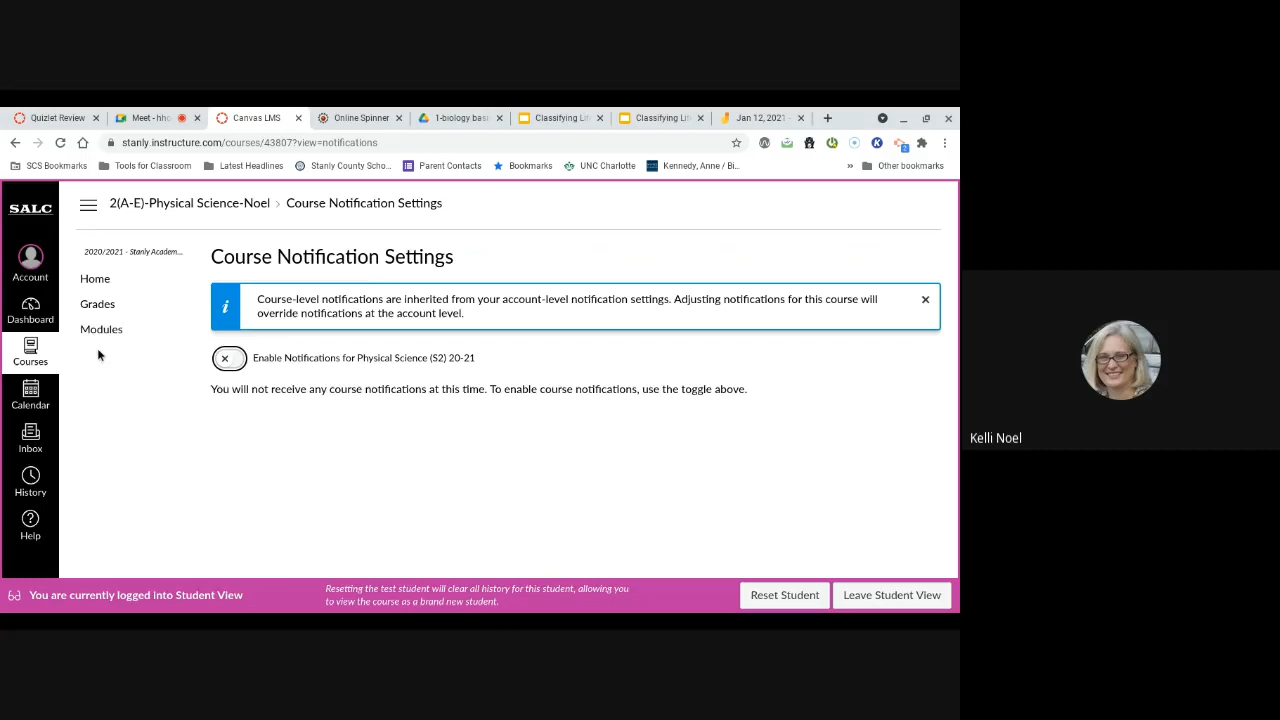 Quizlet Review
Meet - hhc
Canvas LMS
Online Spinner
1-biology basi
Classifying Lif
Classifying Lif
Jan 12, 2021 -
stanly.instructure.com/courses/43807?view=notifications
SCS Bookmarks
Tools for Classroom
Latest Headlines
Stanly County Scho...
Parent Contacts
Bookmarks
UNC Charlotte
Kennedy, Anne / Bi...
»
Other bookmarks
SALC
Account
Dashboard
Courses
Calendar
Inbox
History
Help
2(A-E)-Physical Science-Noel › Course Notification Settings
2020/2021 - Stanly Academ...
Home
Grades
Modules
Course Notification Settings
Course-level notifications are inherited from your account-level notification settings. Adjusting notifications for this course will
override notifications at the account level.
Enable Notifications for Physical Science (S2) 20-21
You will not receive any course notifications at this time. To enable course notifications, use the toggle above.
You are currently logged into Student View
Resetting the test student will clear all history for this student, allowing
you to view the course as a brand new student.
Reset Student
Leave Student View
Kelli Noel